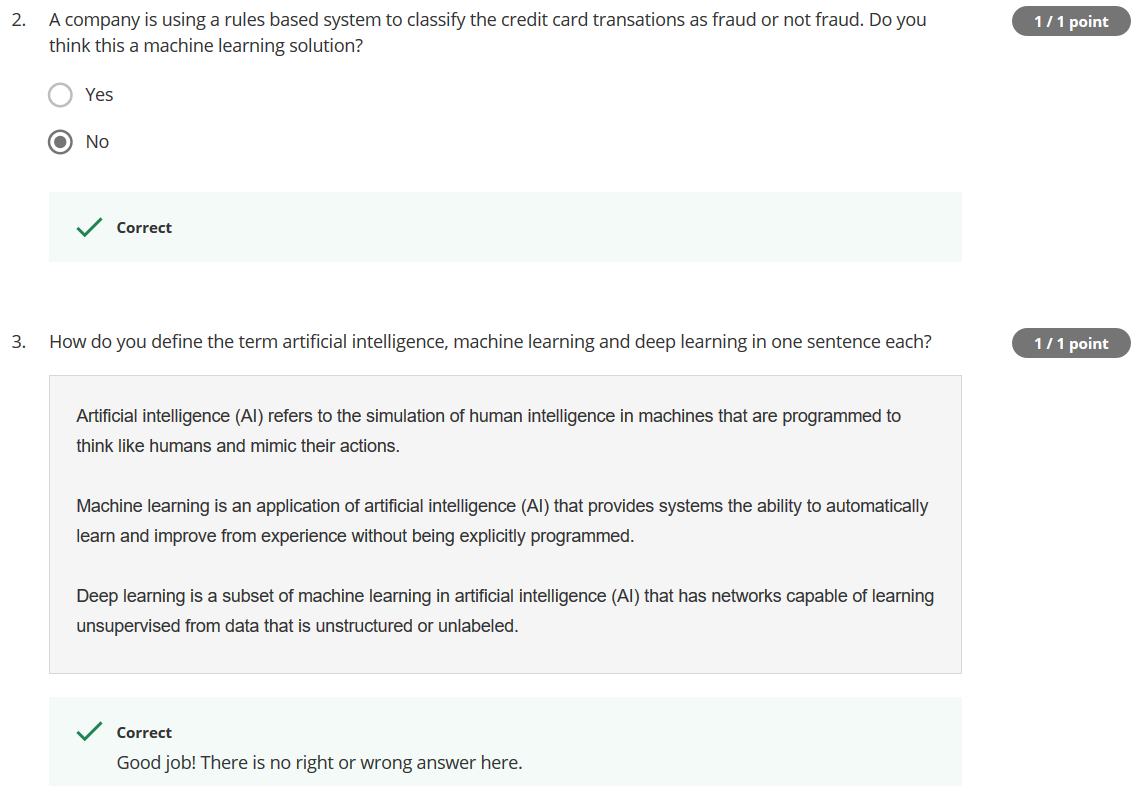 2. A company is using a rules based system to classify the credit card transations as fraud or not fraud. Do you
think this a machine learning solution?
1 / 1 point
Yes
No
Correct
3. How do you define the term artificial intelligence, machine learning and deep learning in one sentence each?
1 / 1 point
Artificial intelligence (AI) refers to the simulation of human intelligence in machines that are programmed to
think like humans and mimic their actions.
Machine learning is an application of artificial intelligence (AI) that provides systems the ability to automatically
learn and improve from experience without being explicitly programmed.
Deep learning is a subset of machine learning in artificial intelligence (AI) that has networks capable of learning
unsupervised from data that is unstructured or unlabeled.
Correct
Good job! There is no right or wrong answer here.